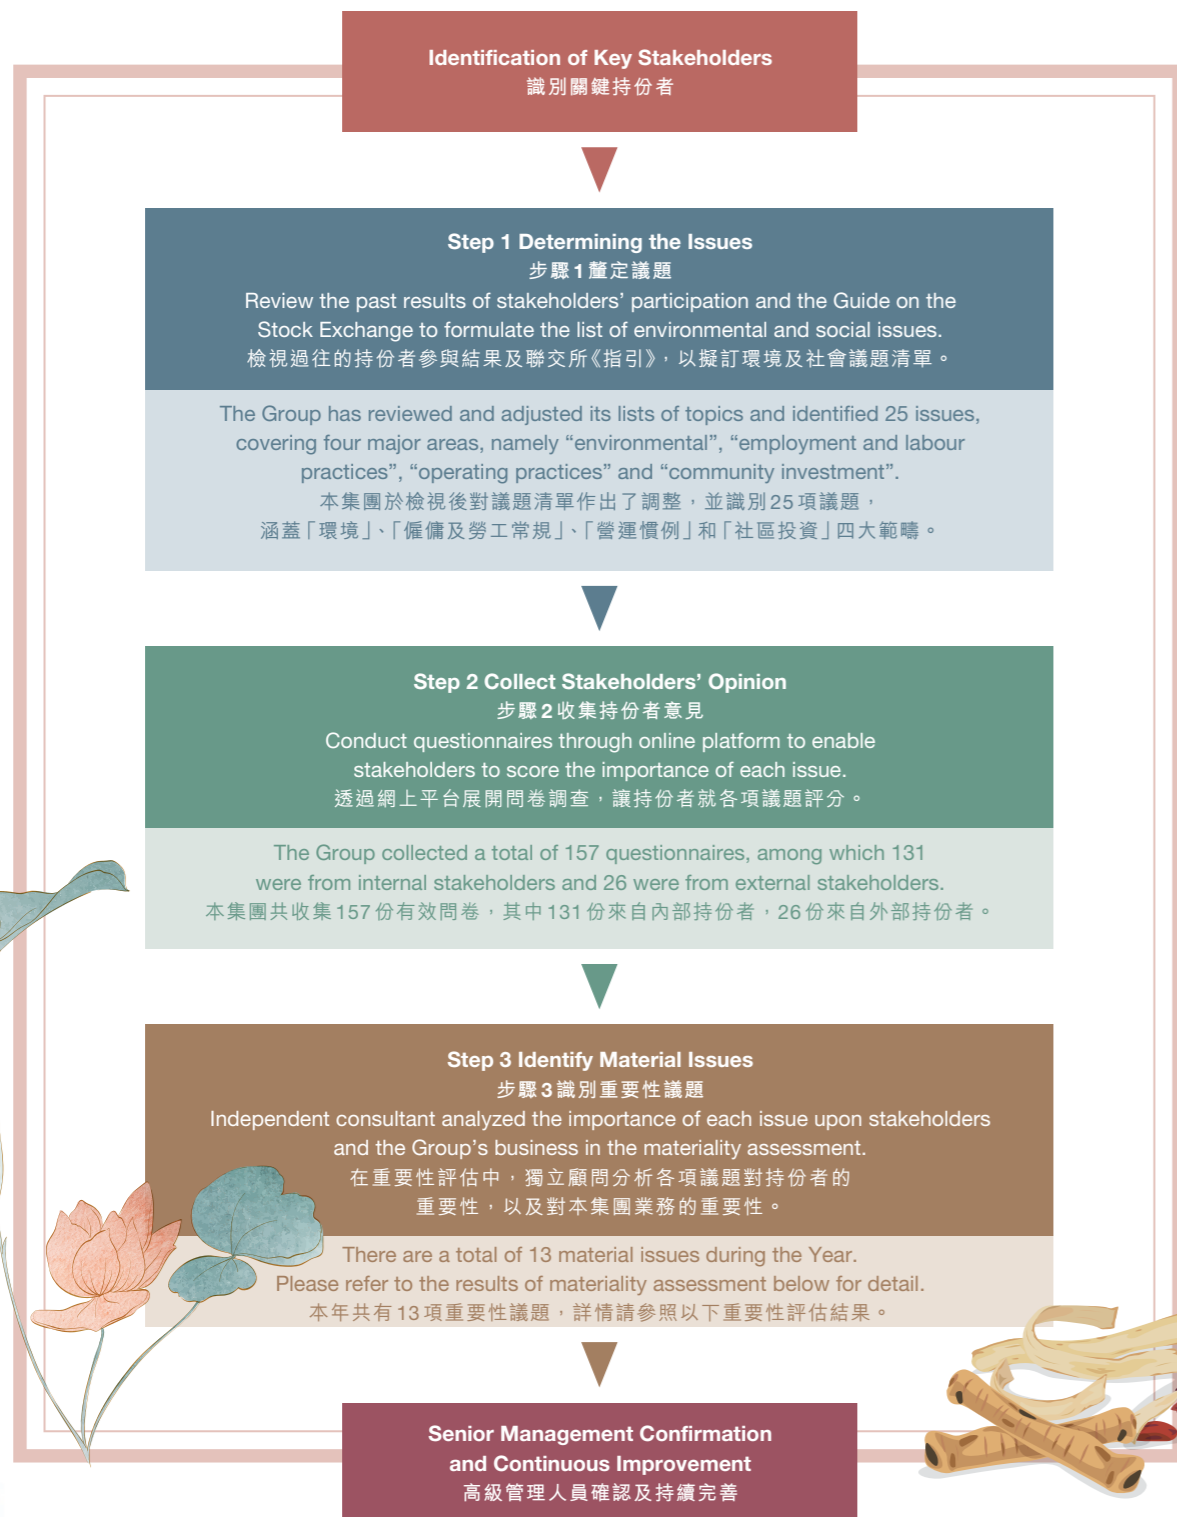 Identification of Key Stakeholders
識別關鍵持份者
Step 1 Determining the Issues
步驟1釐定議題
Review the past results of stakeholders’ participation and the Guide on the
Stock Exchange to formulate the list of environmental and social issues.
檢視過往的持份者參與結果及聯交所《指引》，以擬訂環境及社會議題清單。
The Group has reviewed and adjusted its lists of topics and identified 25 issues,
covering four major areas, namely “environmental”, “employment and labour
practices”, “operating practices” and “community investment”.
本集團於檢視後對議題清單作出了調整，並識別25項議題，
涵蓋「環境」、「僱傭及勞工常規」、「營運慣例」和「社區投資」四大範疇。
Step 2 Collect Stakeholders’ Opinion
步驟2收集持份者意見
Conduct questionnaires through online platform to enable
stakeholders to score the importance of each issue.
透過網上平台展開問卷調查，讓持份者就各項議題評分。
The Group collected a total of 157 questionnaires, among which 131
were from internal stakeholders and 26 were from external stakeholders.
本集團共收集157份有效問卷，其中131份來自內部持份者，26份來自外部持份者。
Step 3 Identify Material Issues
步驟3識別重要性議題
Independent consultant analyzed the importance of each issue upon stakeholders
and the Group’s business in the materiality assessment.
在重要性評估中，獨立顧問分析各項議題對持份者的
重要性，以及對本集團業務的重要性。
There are a total of 13 material issues during the Year.
Please refer to the results of materiality assessment below for detail.
本年共有13項重要性議題，詳情請參照以下重要性評估結果。
Senior Management Confirmation
and Continuous Improvement
高級管理人員確認及持續完善